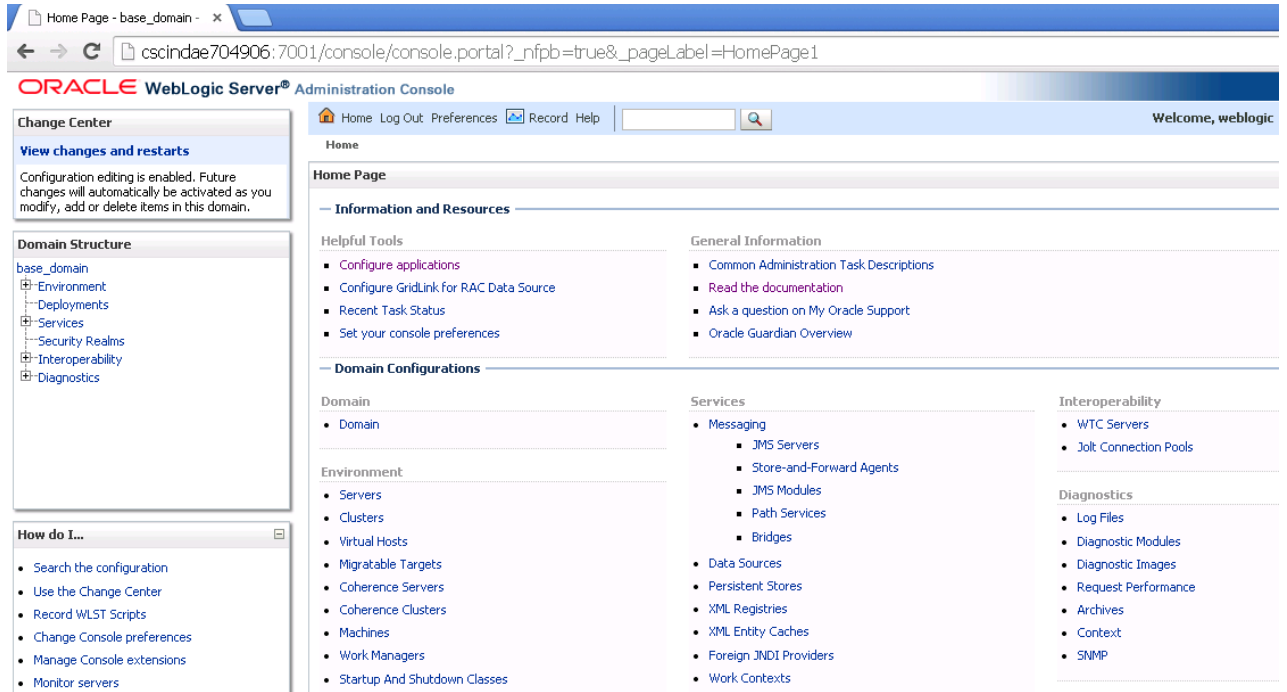 Home Page - base_domain - ×
cscindae704906:7001/console/console.portal?_nfpb=true&_pageLabel=HomePage1
ORACLE WebLogic Server® Administration Console
Change Center
View changes and restarts
Configuration editing is enabled. Future
changes will automatically be activated as you
modify, add or delete items in this domain.
Domain Structure
base_domain
Environment
Deployments
Services
Security Realms
Interoperability
Diagnostics
How do I...
Search the configuration
Use the Change Center
Record WLST Scripts
Change Console preferences
Manage Console extensions
Monitor servers
Home Log Out Preferences Record Help
Welcome, weblogic
Home
Home Page
Information and Resources
Helpful Tools
Configure applications
Configure GridLink for RAC Data Source
Recent Task Status
Set your console preferences
General Information
Common Administration Task Descriptions
Read the documentation
Ask a question on My Oracle Support
Oracle Guardian Overview
Domain Configurations
Domain
Domain
Environment
Servers
Clusters
Virtual Hosts
Migratable Targets
Coherence Servers
Coherence Clusters
Machines
Work Managers
Startup And Shutdown Classes
Services
Messaging
JMS Servers
Store-and-Forward Agents
JMS Modules
Path Services
Bridges
Data Sources
Persistent Stores
XML Registries
XML Entity Caches
Foreign JNDI Providers
Work Contexts
Interoperability
WTC Servers
Jolt Connection Pools
Diagnostics
Log Files
Diagnostic Modules
Diagnostic Images
Request Performance
Archives
Context
SNMP